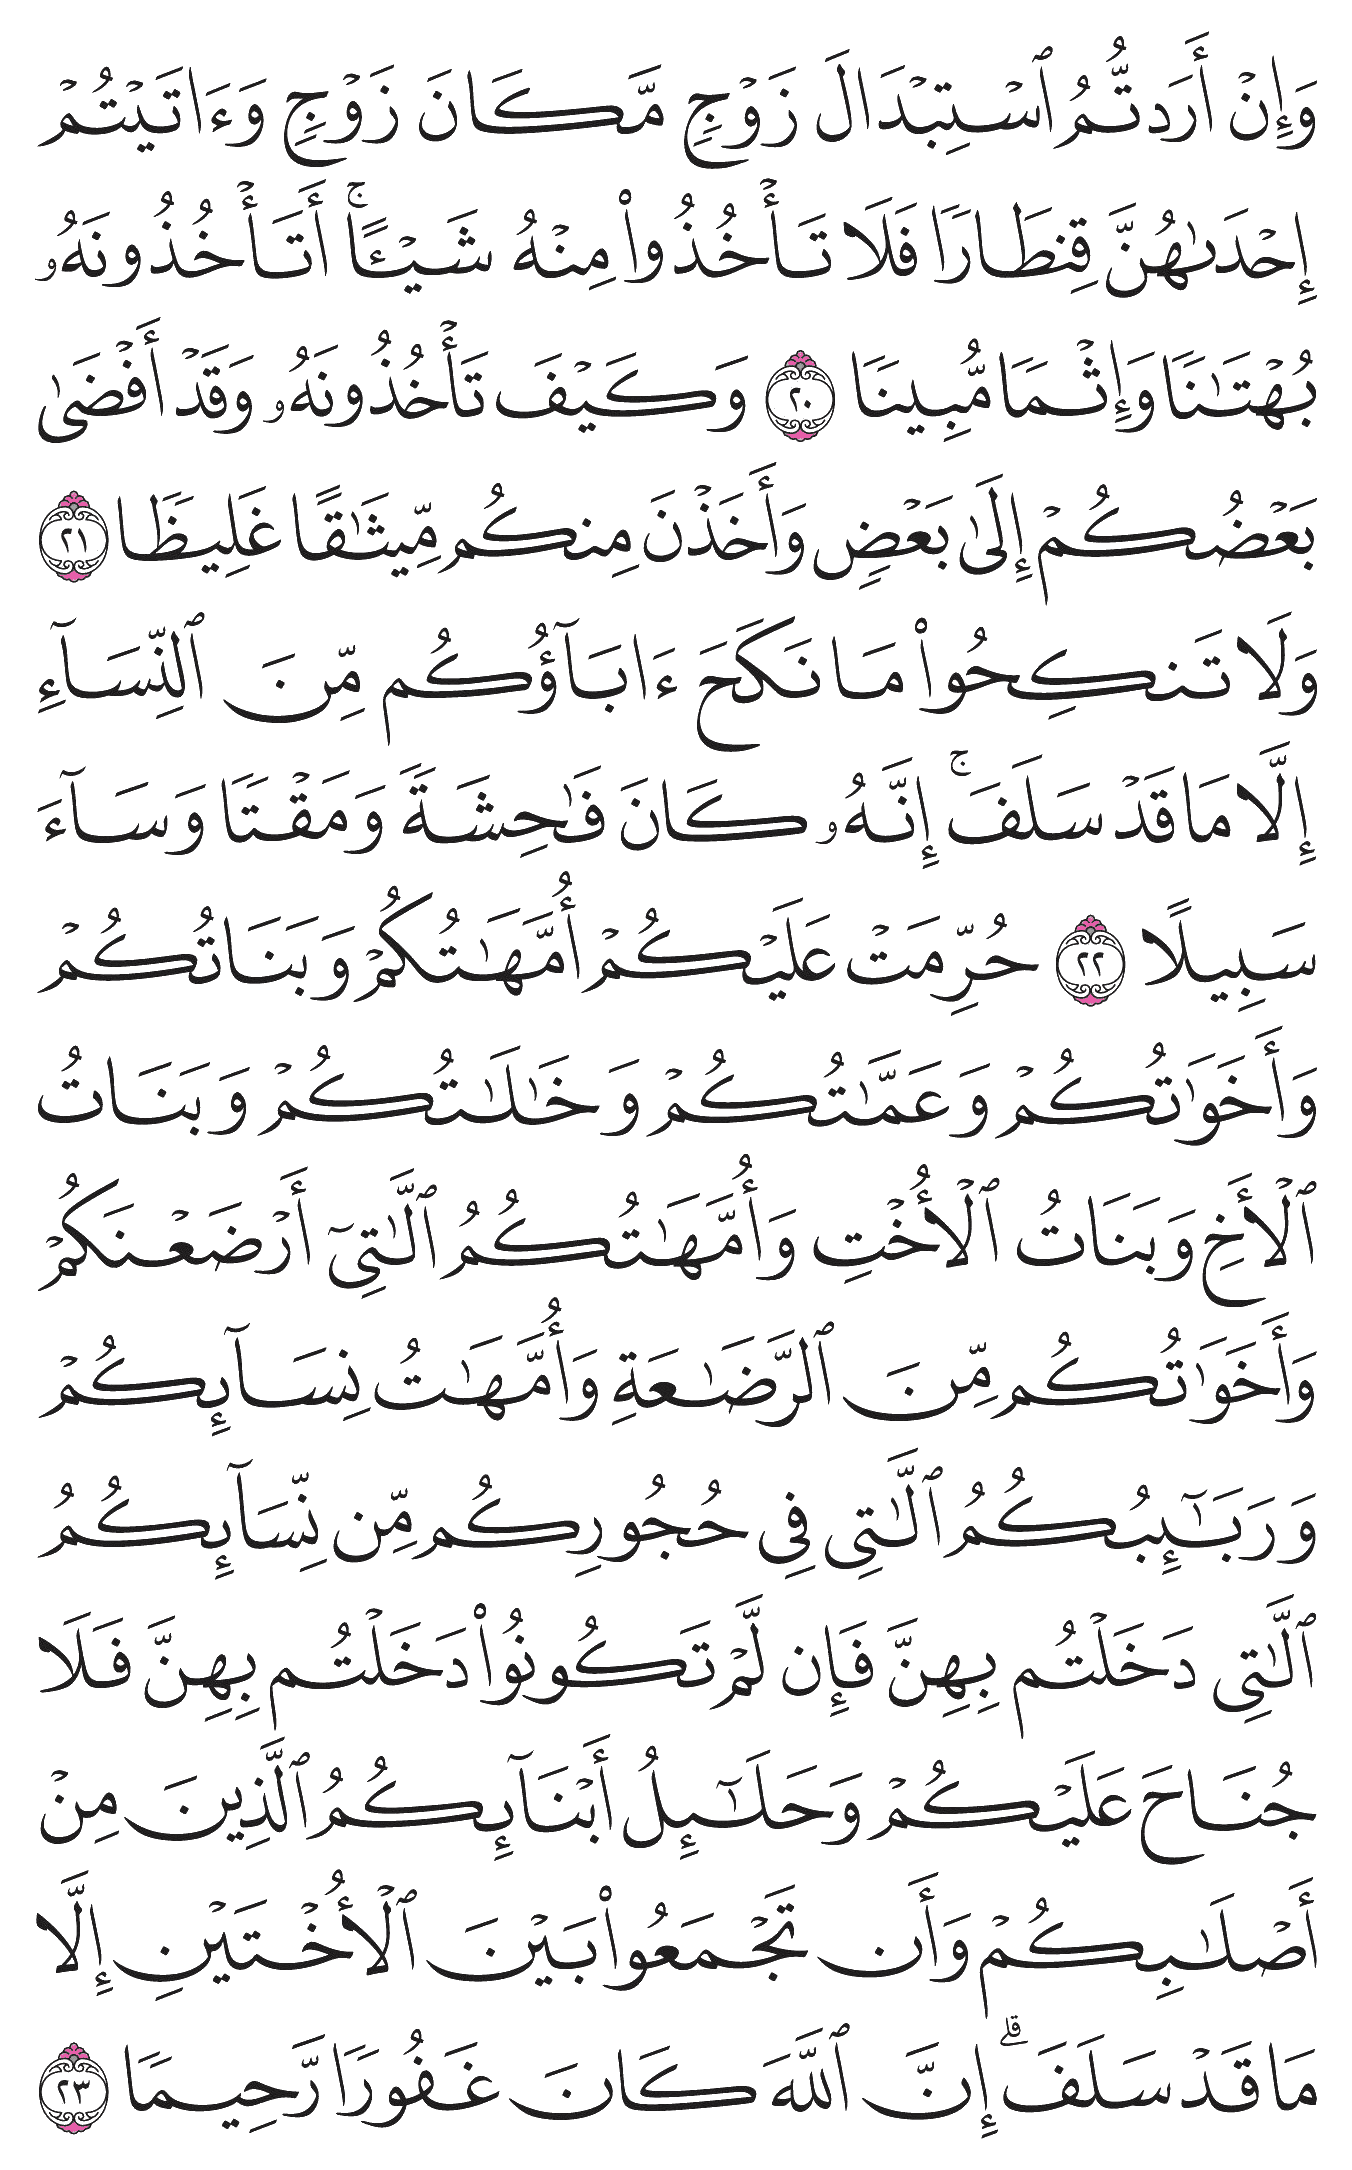 وَإِنْ أَرَدتُّمُ ٱسْتِبْدَالَ زَوْجٍ مَّكَانَ زَوْجٍ وَءَاتَيْتُمْ
إِحْدَىٰهُنَّ قِنطَارًا فَلَا تَأْخُذُوا۟ مِنْهُ شَيْـًٔا ۚ أَتَأْخُذُونَهُۥ
بُهْتَـٰنًا وَإِثْمًا مُّبِينًا ٢٠ وَكَيْفَ تَأْخُذُونَهُۥ وَقَدْ أَفْضَىٰ
بَعْضُكُمْ إِلَىٰ بَعْضٍ وَأَخَذْنَ مِنكُم مِّيثَـٰقًا غَلِيظًا ٢١
وَلَا تَنكِحُوا۟ مَا نَكَحَ ءَابَآؤُكُم مِّنَ ٱلنِّسَآءِ
إِلَّا مَا قَدْ سَلَفَ ۚ إِنَّهُۥ كَانَ فَـٰحِشَةً وَمَقْتًا وَسَآءَ
سَبِيلًا ٢٢ حُرِّمَتْ عَلَيْكُمْ أُمَّهَـٰتُكُمْ وَبَنَاتُكُمْ
وَأَخَوَٰتُكُمْ وَعَمَّـٰتُكُمْ وَخَـٰلَـٰتُكُمْ وَبَنَاتُ
ٱلْأَخِ وَبَنَاتُ ٱلْأُخْتِ وَأُمَّهَـٰتُكُمُ ٱلَّـٰتِىٓ أَرْضَعْنَكُمْ
وَأَخَوَٰتُكُم مِّنَ ٱلرَّضَـٰعَةِ وَأُمَّهَـٰتُ نِسَآئِكُمْ
وَرَبَـٰٓئِبُكُمُ ٱلَّـٰتِى فِى حُجُورِكُم مِّن نِّسَآئِكُمُ
ٱلَّـٰتِى دَخَلْتُم بِهِنَّ فَإِن لَّمْ تَكُونُوا۟ دَخَلْتُم بِهِنَّ فَلَا
جُنَاحَ عَلَيْكُمْ وَحَلَـٰٓئِلُ أَبْنَآئِكُمُ ٱلَّذِينَ مِنْ
أَصْلَـٰبِكُمْ وَأَن تَجْمَعُوا۟ بَيْنَ ٱلْأُخْتَيْنِ إِلَّا
مَا قَدْ سَلَفَ ۗ إِنَّ ٱللَّهَ كَانَ غَفُورًا رَّحِيمًا ٢٣